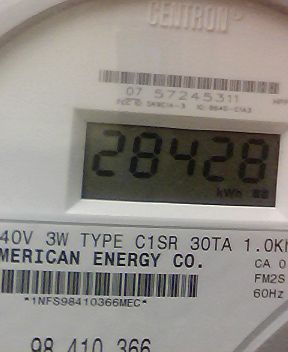 CENTRON®
07 57245311
28428
kWh
40V 3W TYPE C1SR 30TA 1.0Kh
MERICAN ENERGY CO.
CA 0
FM2S
60Hz
*1NFS98410366MEC*
98 410 366